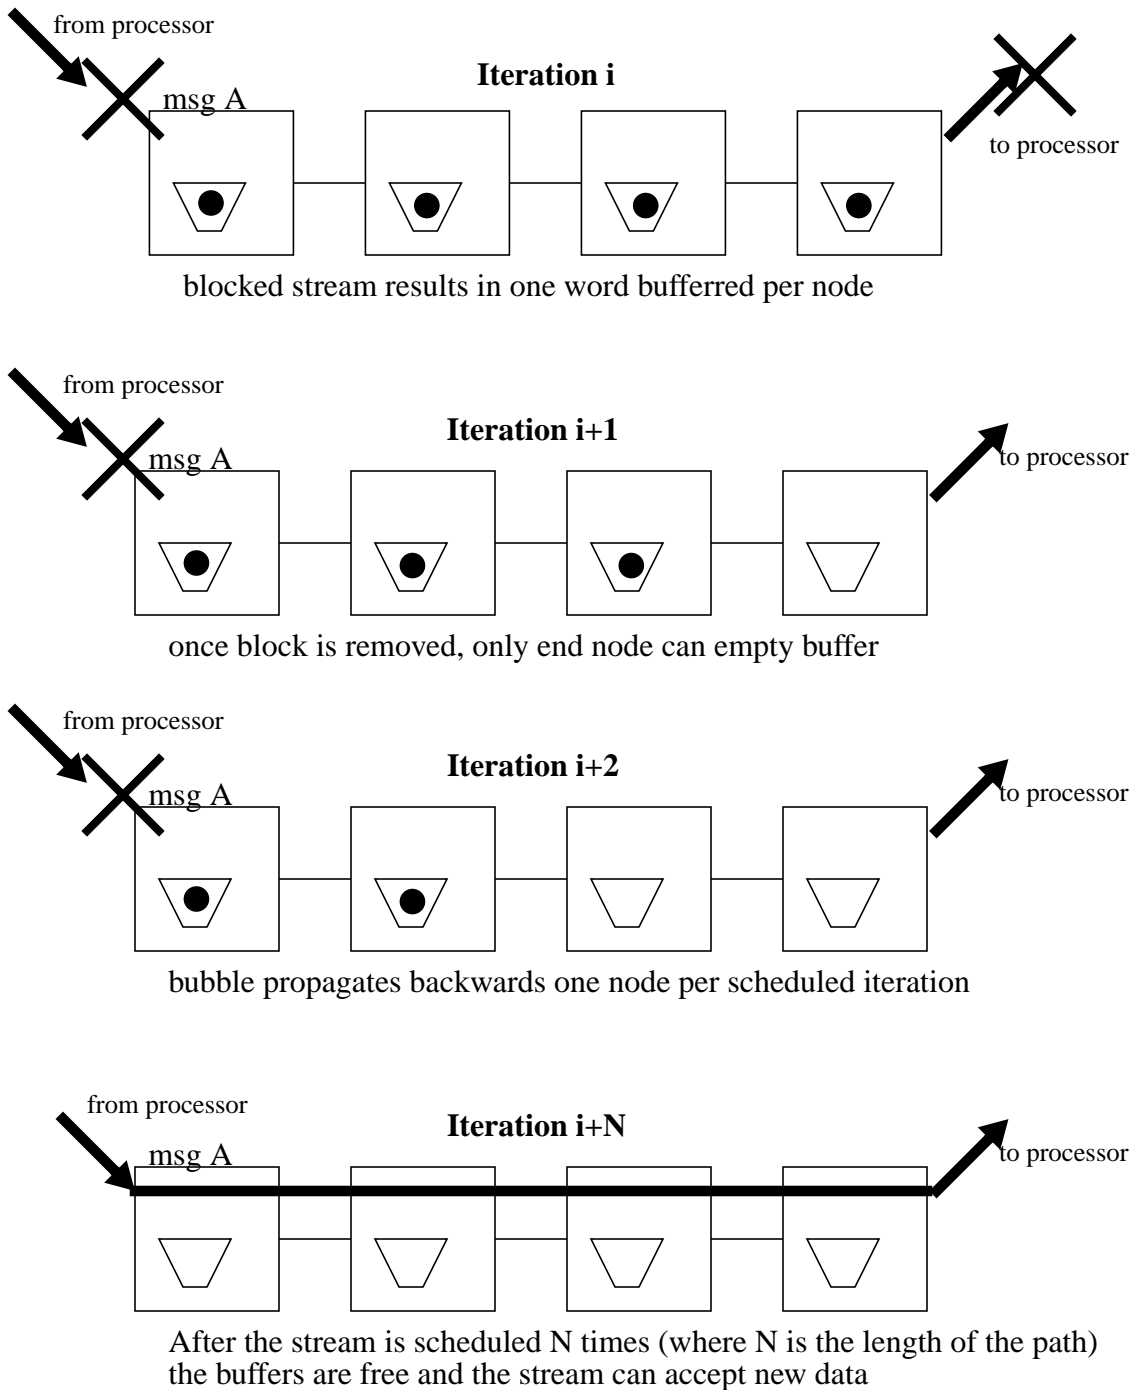 from processor
Iteration i
msg A
to processor
blocked stream results in one word bufferred per node
from processor
Iteration i+1
msg A
to processor
once block is removed, only end node can empty buffer
from processor
Iteration i+2
msg A
to processor
bubble propagates backwards one node per scheduled iteration
from processor
Iteration i+N
msg A
to processor
After the stream is scheduled N times (where N is the length of the path)
the buffers are free and the stream can accept new data